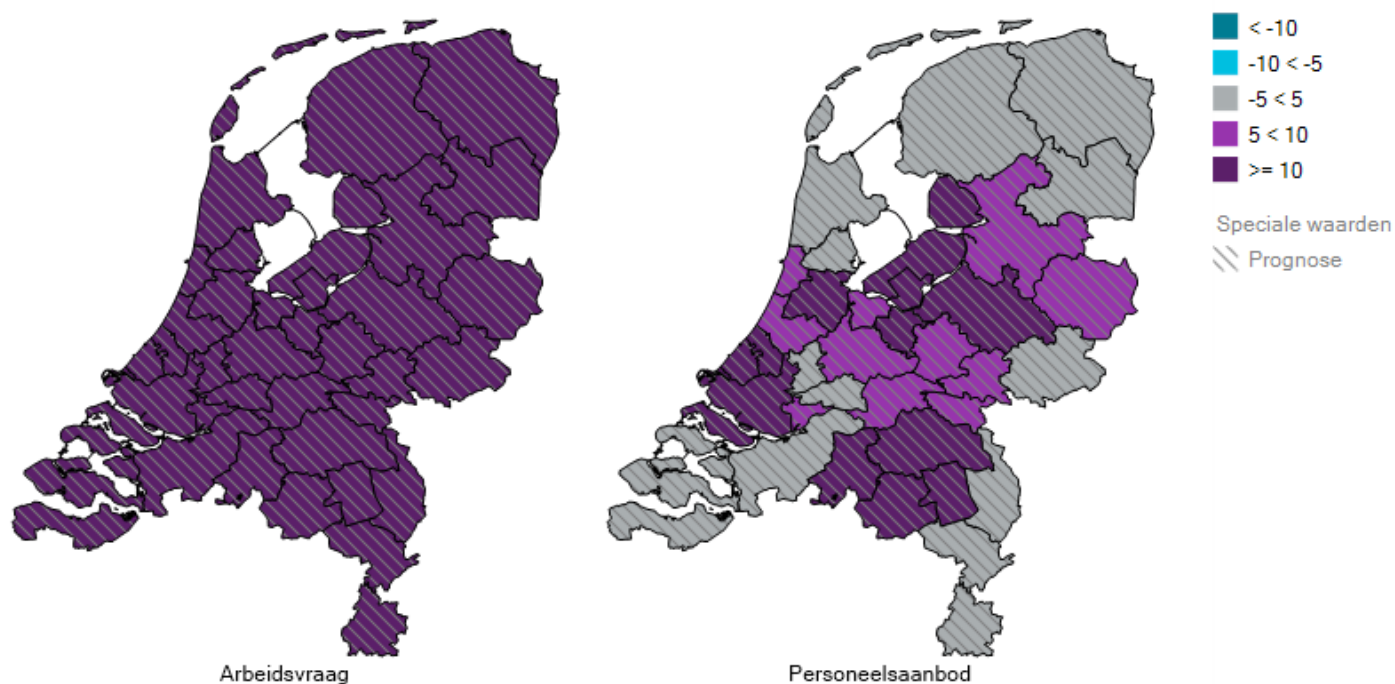 < -10
-10 < -5
-5 < 5
5 < 10
>= 10
Speciale waarden
Prognose
Arbeidsvraag
Personeelsaanbod